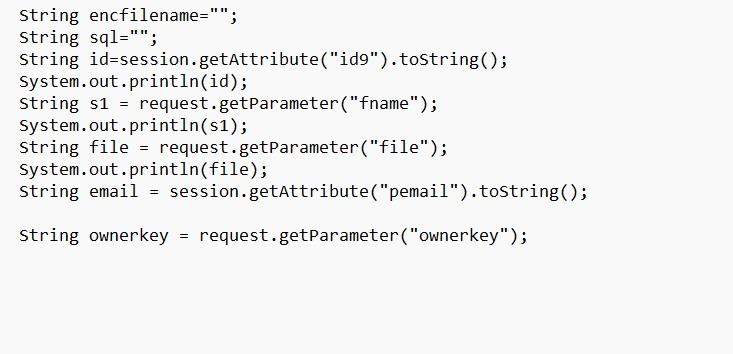 String encfilename="";
String sql="";
String id=session.getAttribute("id9").toString();
System.out.println(id);
String s1 = request.getParameter("fname");
System.out.println(s1);
String file = request.getParameter("file");
System.out.println(file);
String email = session.getAttribute("pemail").toString();
String ownerkey = request.getParameter("ownerkey");